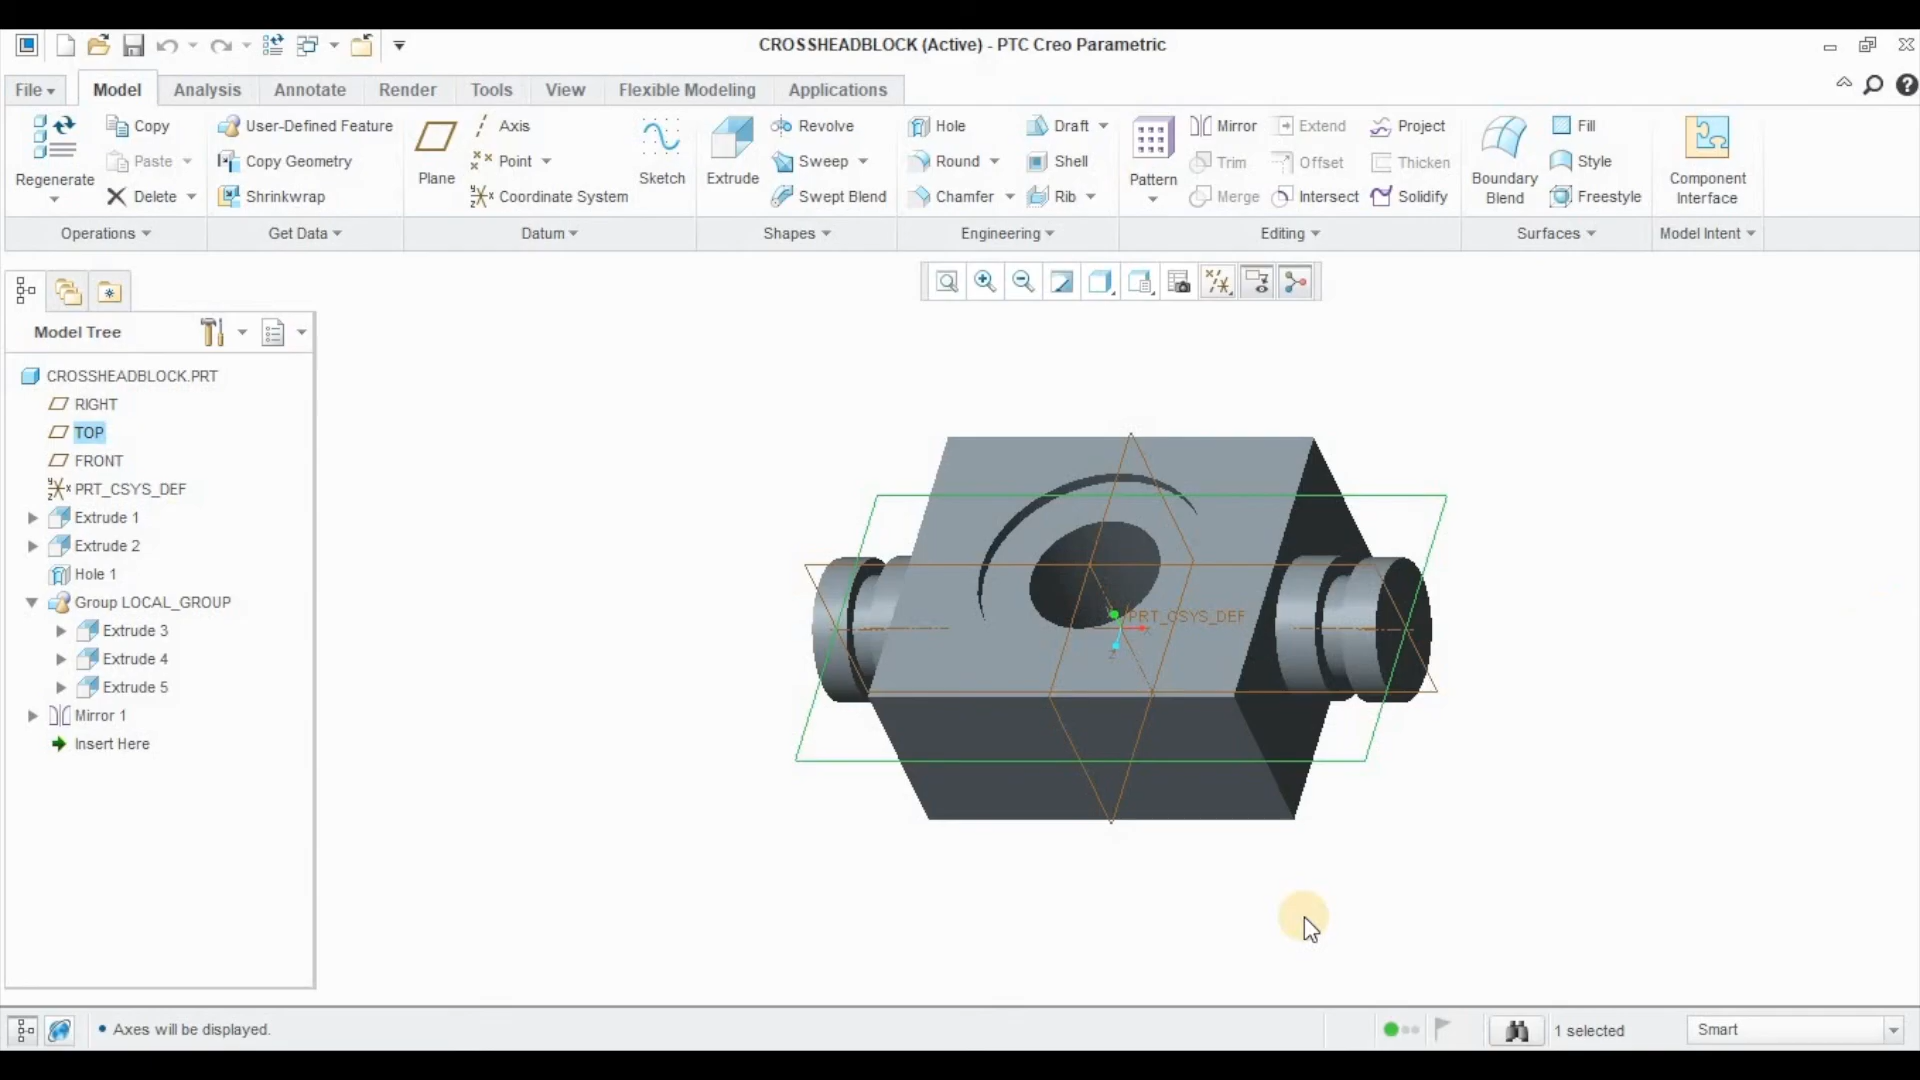 CROSSHEADBLOCK (Active) - PTC Creo Parametric
File Model Analysis Annotate Render Tools View Flexible Modeling Applications
Regenerate
Copy
Paste
Delete
Operations
User-Defined Feature
Copy Geometry
Shrinkwrap
Get Data
Plane
Axis
Point
Coordinate System
Sketch
Datum
Extrude
Revolve
Sweep
Swept Blend
Shapes
Hole
Round
Chamfer
Draft
Shell
Rib
Engineering
Pattern
Mirror
Trim
Merge
Extend
Offset
Intersect
Project
Thicken
Solidify
Editing
Boundary
Blend
Fill
Style
Freestyle
Surfaces
Component
Interface
Model Intent
Model Tree
CROSSHEADBLOCK.PRT
RIGHT
TOP
FRONT
PRT_CSYS_DEF
Extrude 1
Extrude 2
Hole 1
Group LOCAL_GROUP
Extrude 3
Extrude 4
Extrude 5
Mirror 1
Insert Here
PRT_CSYS_DEF
Z
Axes will be displayed.
1 selected
Smart